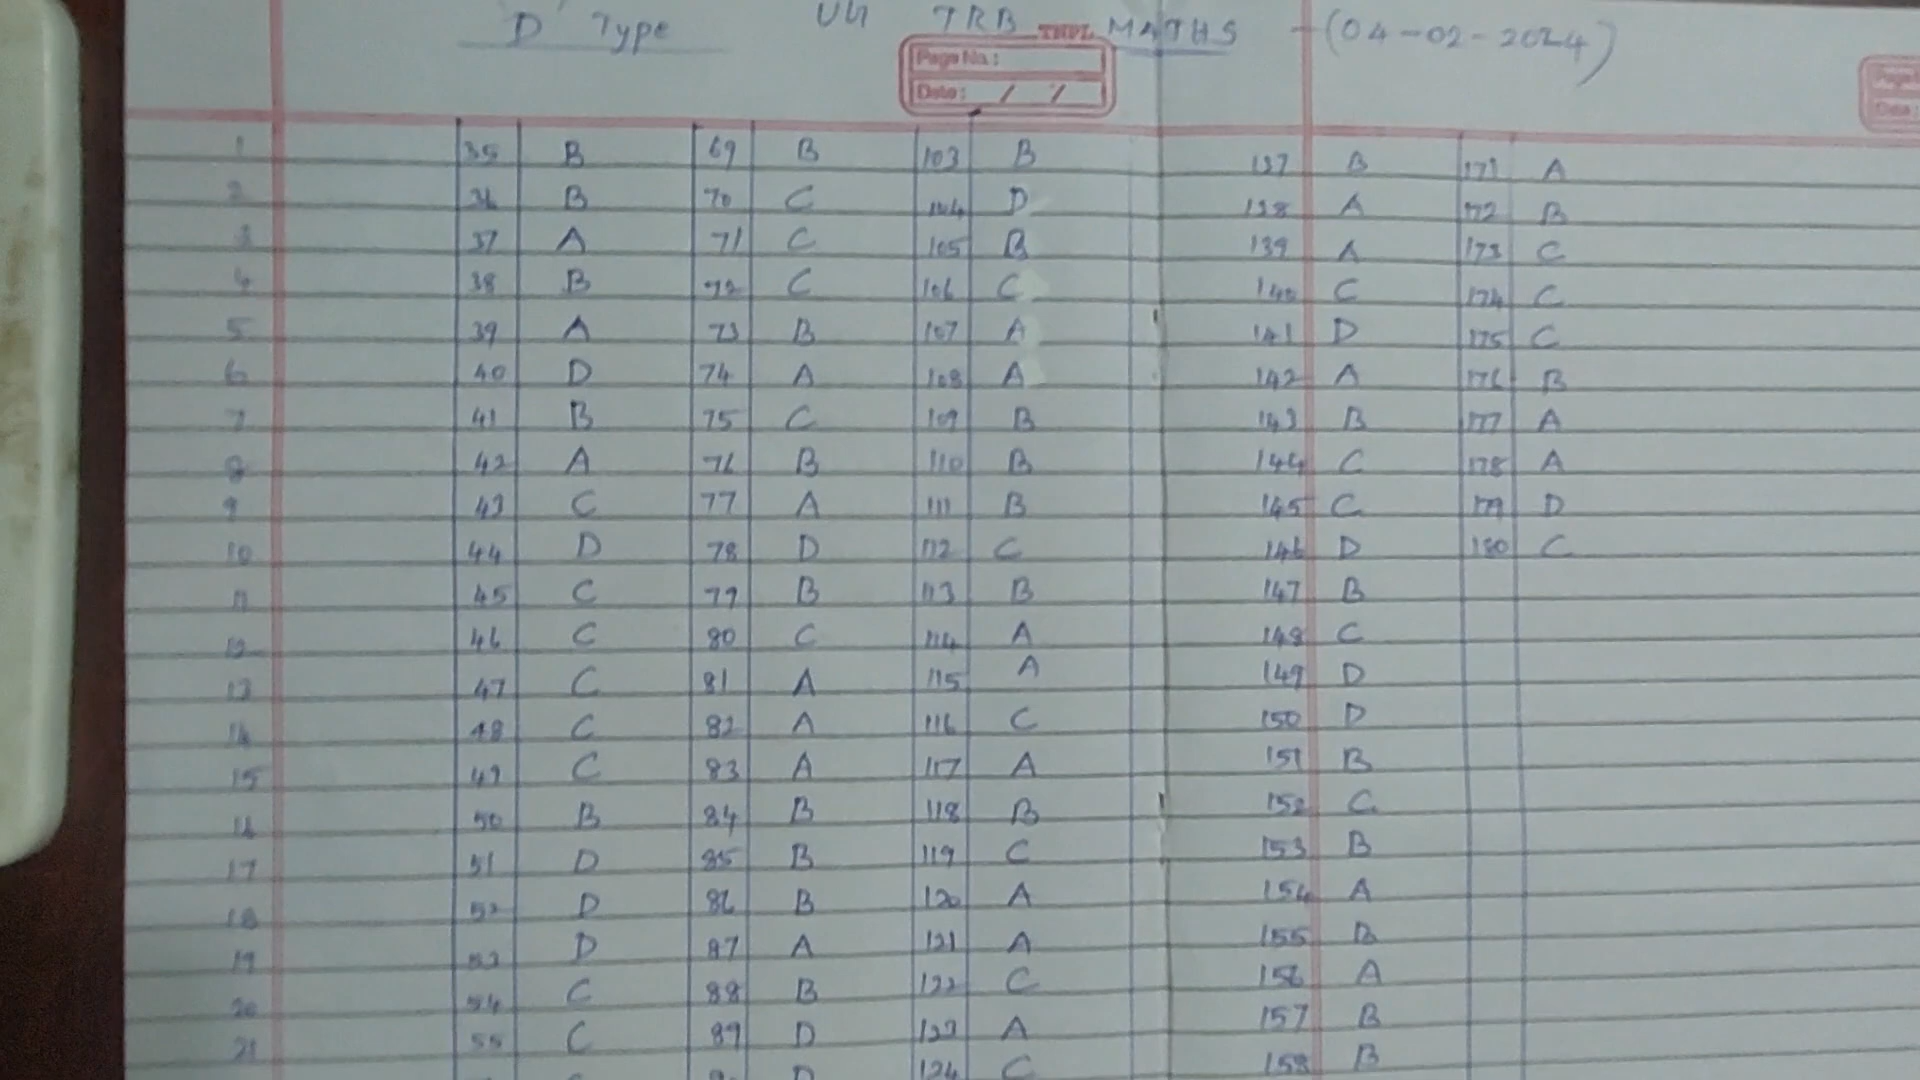 D Type UG TRB MATHS - (04-02-2024)
TNPL
Page No.:
Date: / /
1 35 B 69 B 103 B 137 B 171 A
2 36 B 70 C 104 D 138 A 172 B
3 37 A 71 C 105 B 139 A 173 C
4 38 B 72 C 106 C 140 C 174 C
5 39 A 73 B 107 A 141 D 175 C
6 40 D 74 A 108 A 142 A 176 B
7 41 B 75 C 109 B 143 B 177 A
8 42 A 76 B 110 B 144 C 178 A
9 43 C 77 A 111 B 145 C 179 D
10 44 D 78 D 112 C 146 D 180 C
11 45 C 79 B 113 B 147 B
12 46 C 80 C 114 A 148 C
13 47 C 81 A 115 A 149 D
14 48 C 82 A 116 C 150 D
15 49 C 83 A 117 A 151 B
16 50 B 84 B 118 B 152 C
17 51 D 85 B 119 C 153 B
18 52 D 86 B 120 A 154 A
19 53 D 87 A 121 A 155 B
20 54 C 88 B 122 C 156 A
21 55 C 89 D 123 A 157 B
D 124 C 158 B